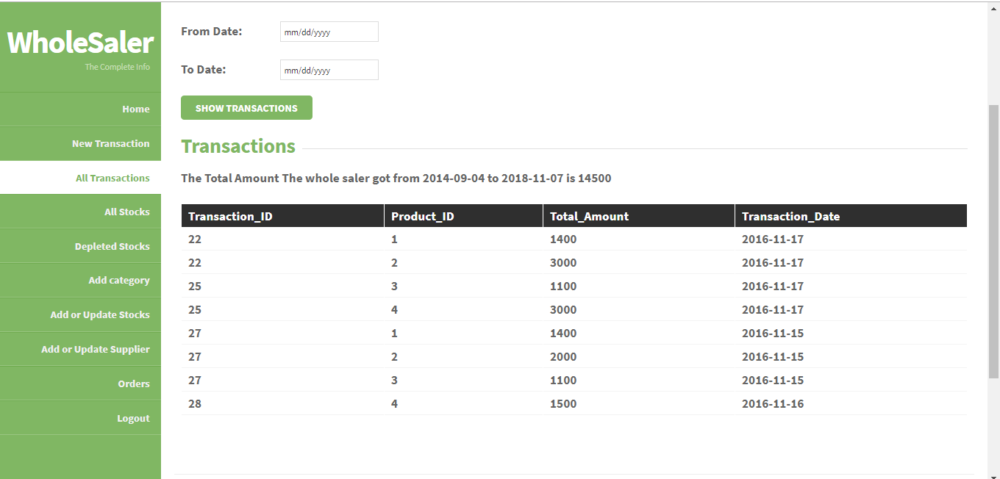 WholeSaler
The Complete Info
Home
New Transaction
All Transactions
All Stocks
Depleted Stocks
Add category
Add or Update Stocks
Add or Update Supplier
Orders
Logout
From Date: mm/dd/yyyy
To Date: mm/dd/yyyy
SHOW TRANSACTIONS
Transactions
The Total Amount The whole saler got from 2014-09-04 to 2018-11-07 is 14500
Transaction_ID Product_ID Total_Amount Transaction_Date
22 1 1400 2016-11-17
22 2 3000 2016-11-17
25 3 1100 2016-11-17
25 4 3000 2016-11-17
27 1 1400 2016-11-15
27 2 2000 2016-11-15
27 3 1100 2016-11-15
28 4 1500 2016-11-16